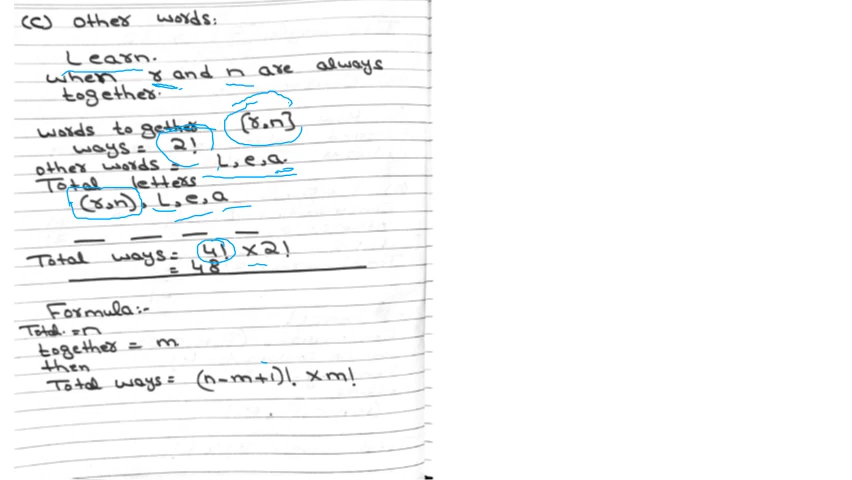 (C) Other words:
Learn.
when r and n are always
together.
words to gether [r,n]
ways = 2!
other words = L, e, a.
Total letters
(r,n), L, e, a
Total ways = 4! × 2!
= 48
Formula:-
Total = n
together = m
then
Total ways = (n-m+1)! × m!